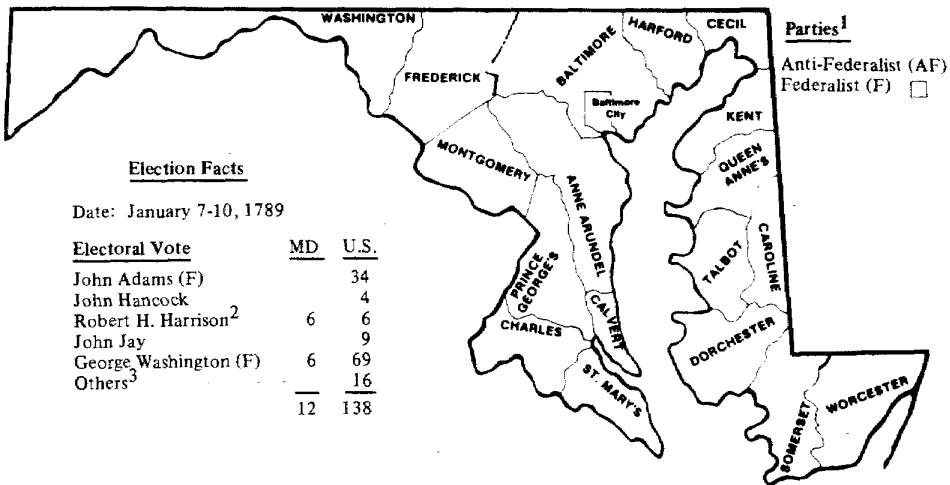 WASHINGTON
FREDERICK
BALTIMORE
HARFORD
CECIL
Baltimore
City
KENT
QUEEN
ANNE'S
MONTGOMERY
ANNE ARUNDEL
PRINCE
GEORGE'S
CALVERT
CHARLES
ST. MARY'S
TALBOT
CAROLINE
DORCHESTER
SOMERSET
WORCESTER
Parties1
Anti-Federalist (AF)
Federalist (F)
Election Facts
Date: January 7-10, 1789
Electoral Vote MD U.S.
John Adams (F) 34
John Hancock 4
Robert H. Harrison2 6 6
John Jay 9
George Washington (F) 6 69
Others3 16
12 138